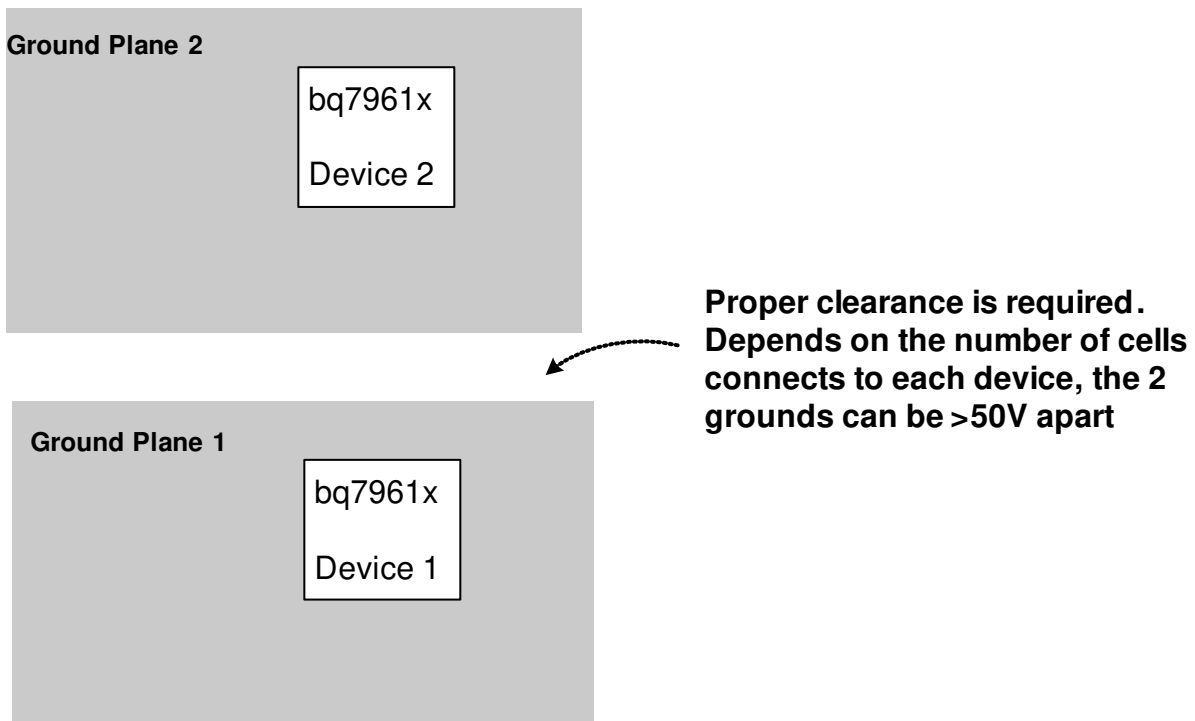 Ground Plane 2
bq7961x
Device 2
Proper clearance is required.
Depends on the number of cells
connects to each device, the 2
grounds can be >50V apart
Ground Plane 1
bq7961x
Device 1